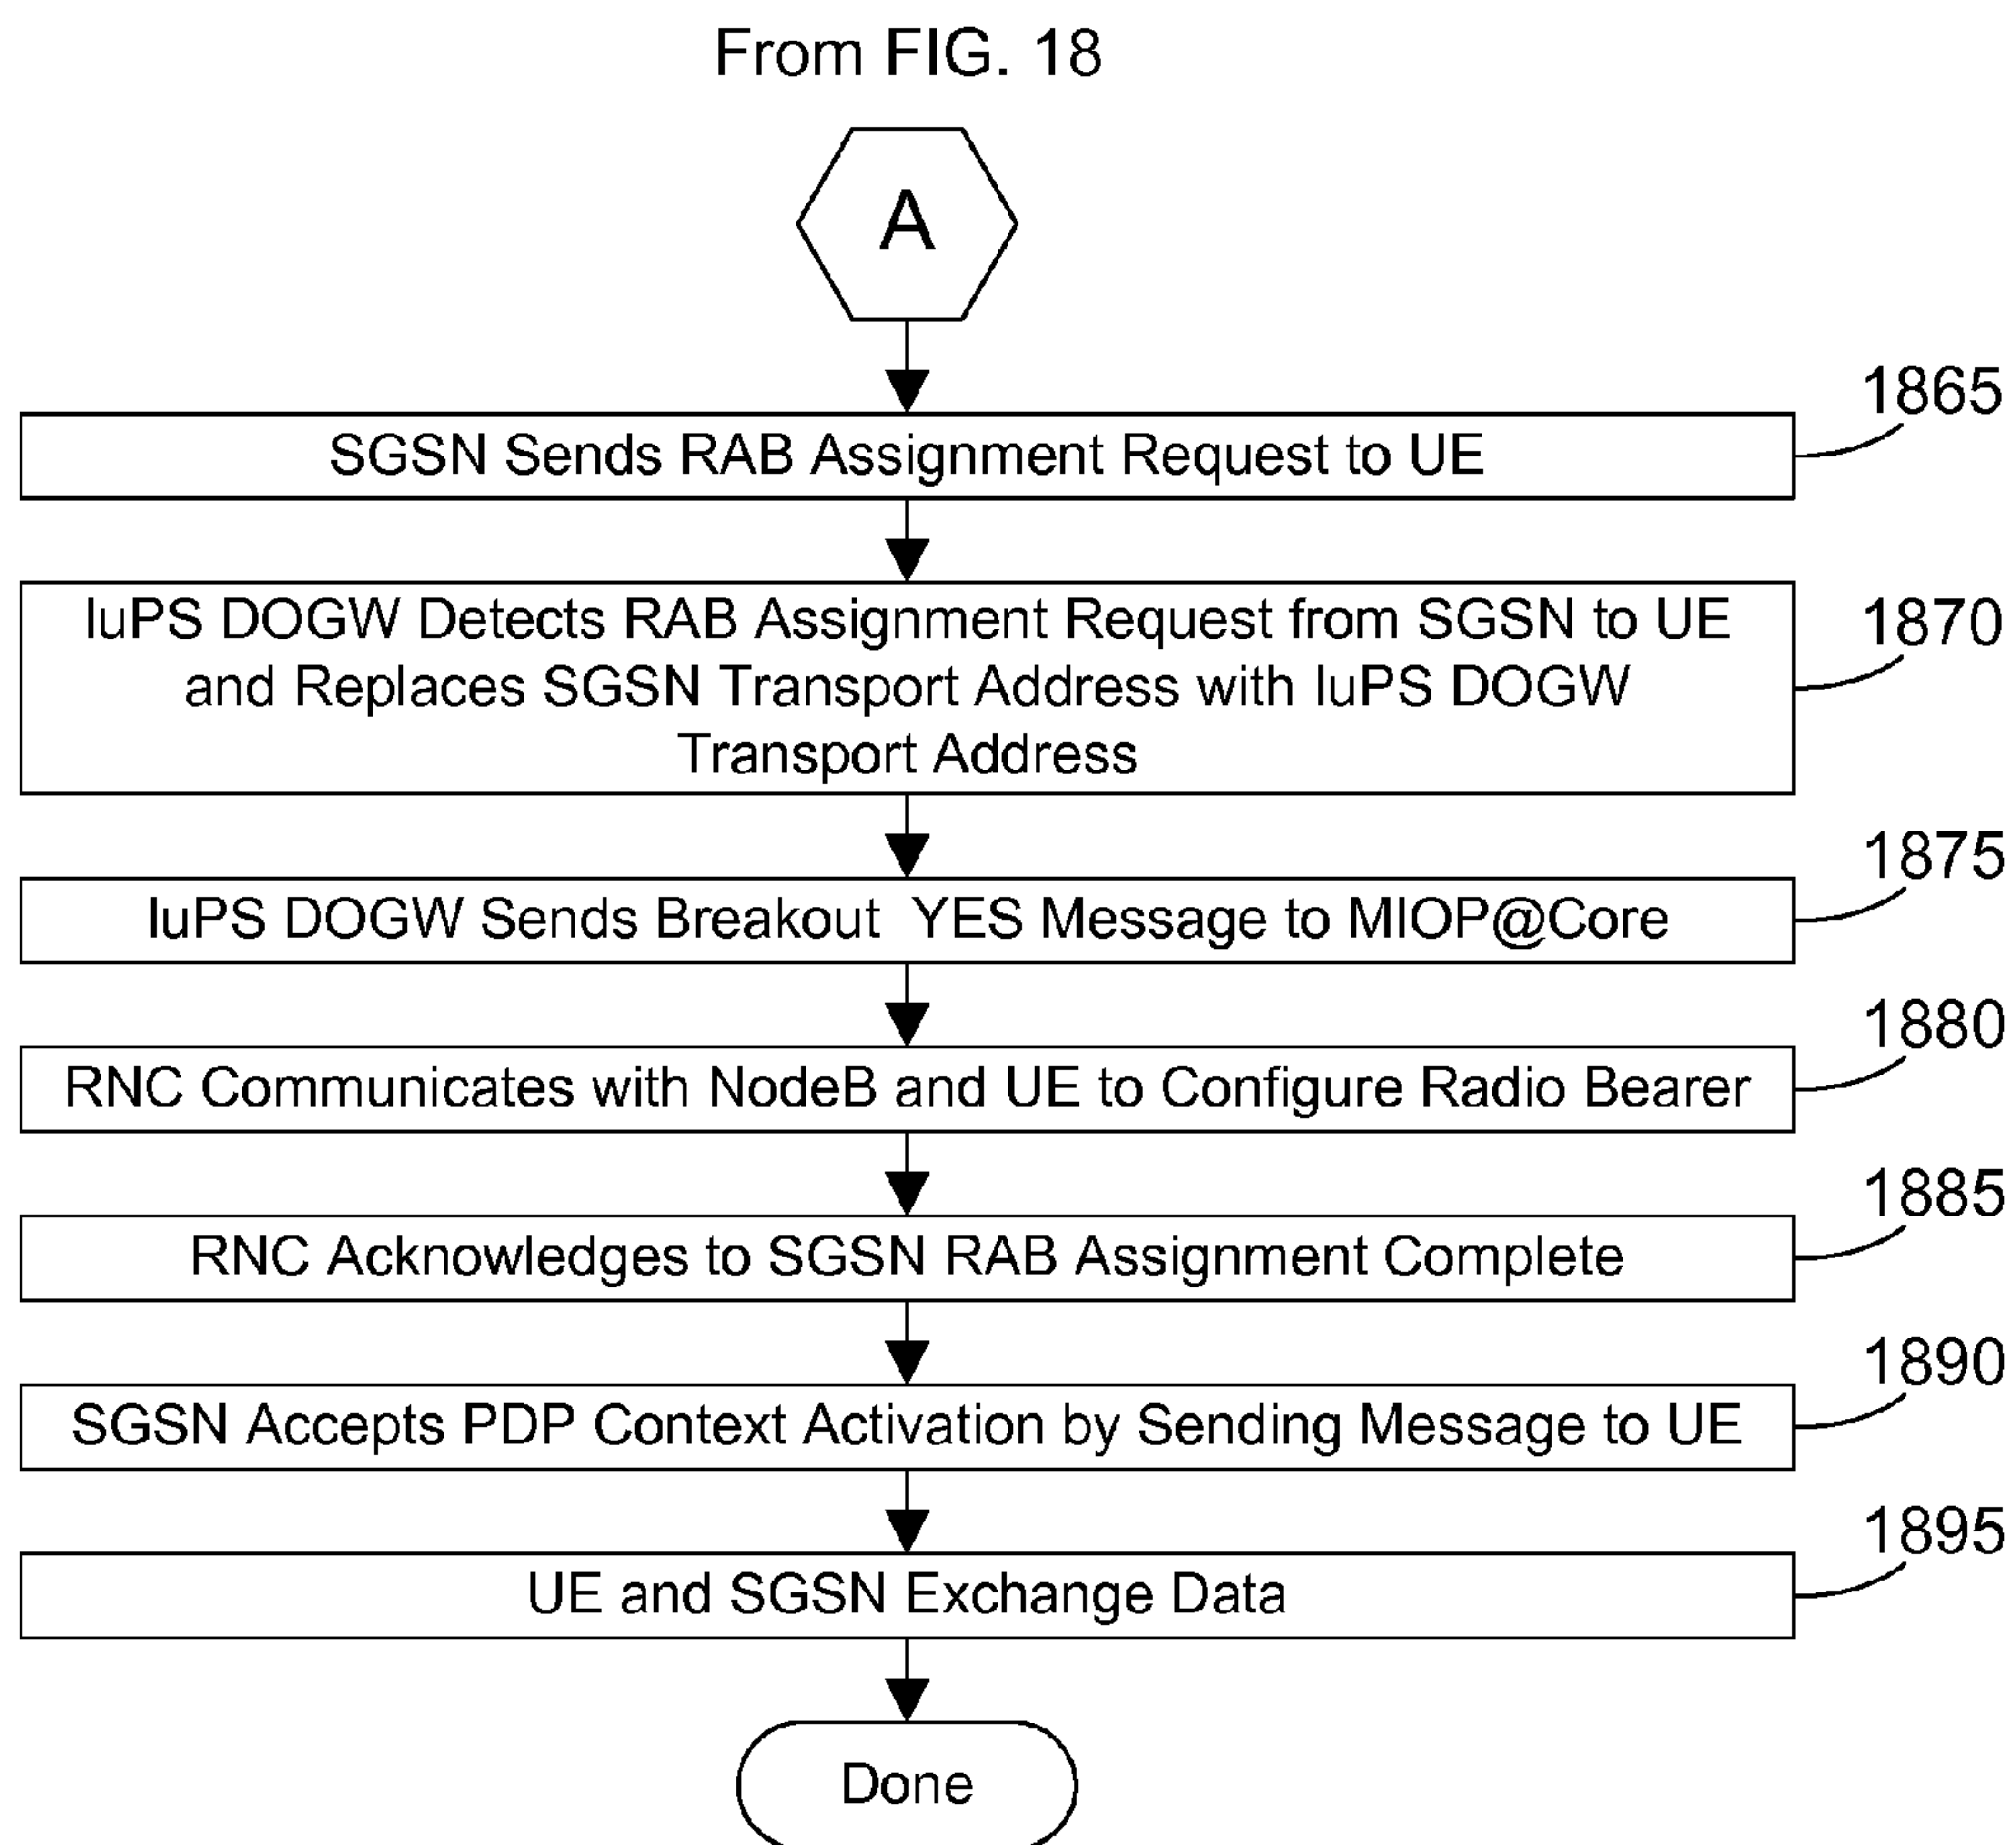 From FIG. 18
A
1865
SGSN Sends RAB Assignment Request to UE
1870
IuPS DOGW Detects RAB Assignment Request from SGSN to UE
and Replaces SGSN Transport Address with IuPS DOGW
Transport Address
1875
IuPS DOGW Sends Breakout  YES Message to MIOP@Core
1880
RNC Communicates with NodeB and UE to Configure Radio Bearer
1885
RNC Acknowledges to SGSN RAB Assignment Complete
1890
SGSN Accepts PDP Context Activation by Sending Message to UE
1895
UE and SGSN Exchange Data
Done